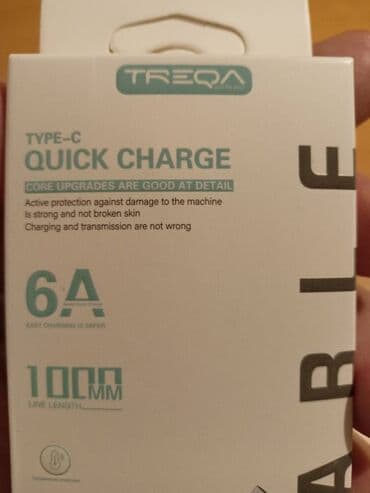 TREQA
TYPE-C
QUICK CHARGE
CORE UPGRADES ARE GOOD AT DETAIL
Active protection against damage to the machine
Is strong and not broken skin
Charging and transmission are not wrong
6A
FAST CHARGING IS SAFER
1000MM
LINE LENGTH
ABLE